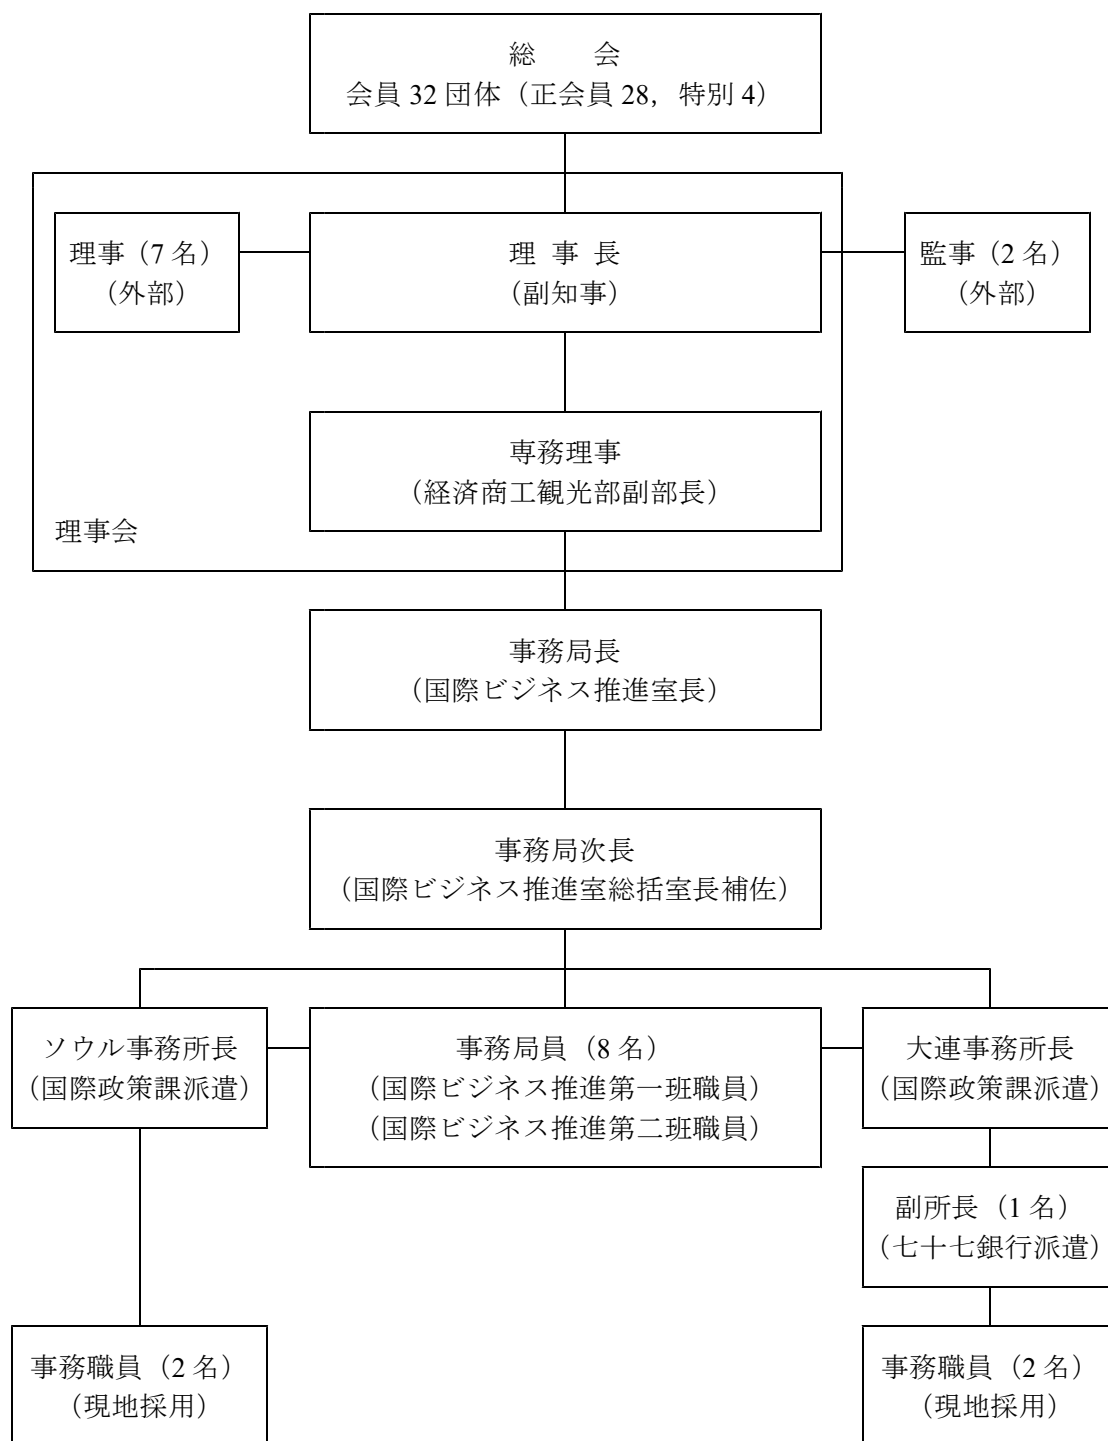 総　　会
会員 32 団体（正会員 28，特別 4）
理事（7 名）
（外部）
理 事 長
（副知事）
監事（2 名）
（外部）
専務理事
（経済商工観光部副部長）
理事会
事務局長
（国際ビジネス推進室長）
事務局次長
（国際ビジネス推進室総括室長補佐）
ソウル事務所長
（国際政策課派遣）
事務局員（8 名）
（国際ビジネス推進第一班職員）
（国際ビジネス推進第二班職員）
大連事務所長
（国際政策課派遣）
副所長（1 名）
（七十七銀行派遣）
事務職員（2 名）
（現地採用）
事務職員（2 名）
（現地採用）